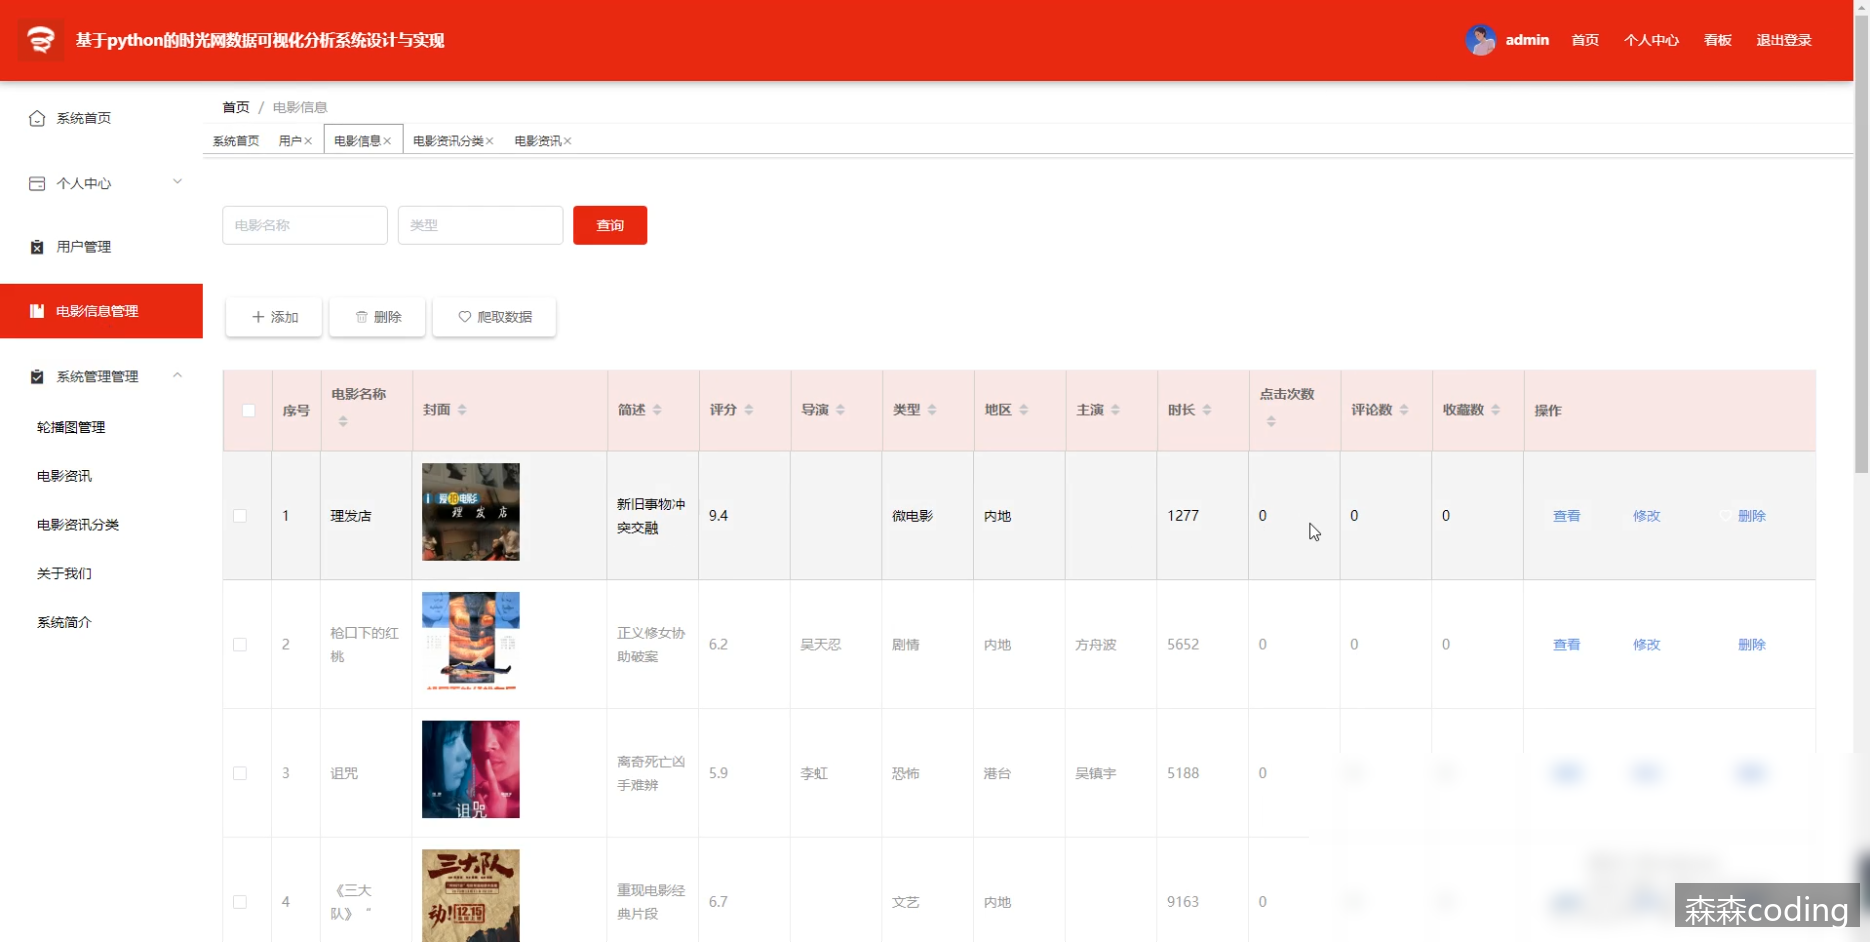 基于python的时光网数据可视化分析系统设计与实现
admin 首页 个人中心 看板 退出登录
系统首页
个人中心
用户管理
电影信息管理
系统管理管理
轮播图管理
电影资讯
电影资讯分类
关于我们
系统简介
首页 / 电影信息
系统首页 用户× 电影信息× 电影资讯分类× 电影资讯×
电影名称 类型 查询
添加 删除 爬取数据
序号 电影名称 封面 简述 评分 导演 类型 地区 主演 时长 点击次数 评论数 收藏数 操作
1 理发店 新旧事物冲 9.4 微电影 内地 1277 0 0 0 查看 修改 删除
突交融
理发店
2 枪口下的红 正义修女协 6.2 吴天忍 剧情 内地 方舟波 5652 0 0 0 查看 修改 删除
桃 助破案
3 诅咒 离奇死亡凶 5.9 李虹 恐怖 港台 吴镇宇 5188 0
手难辨
诅咒
4 《三大 重现电影经 6.7 文艺 内地 9163 0
队》 “ 典片段
三大队
动! 12.15
森森coding